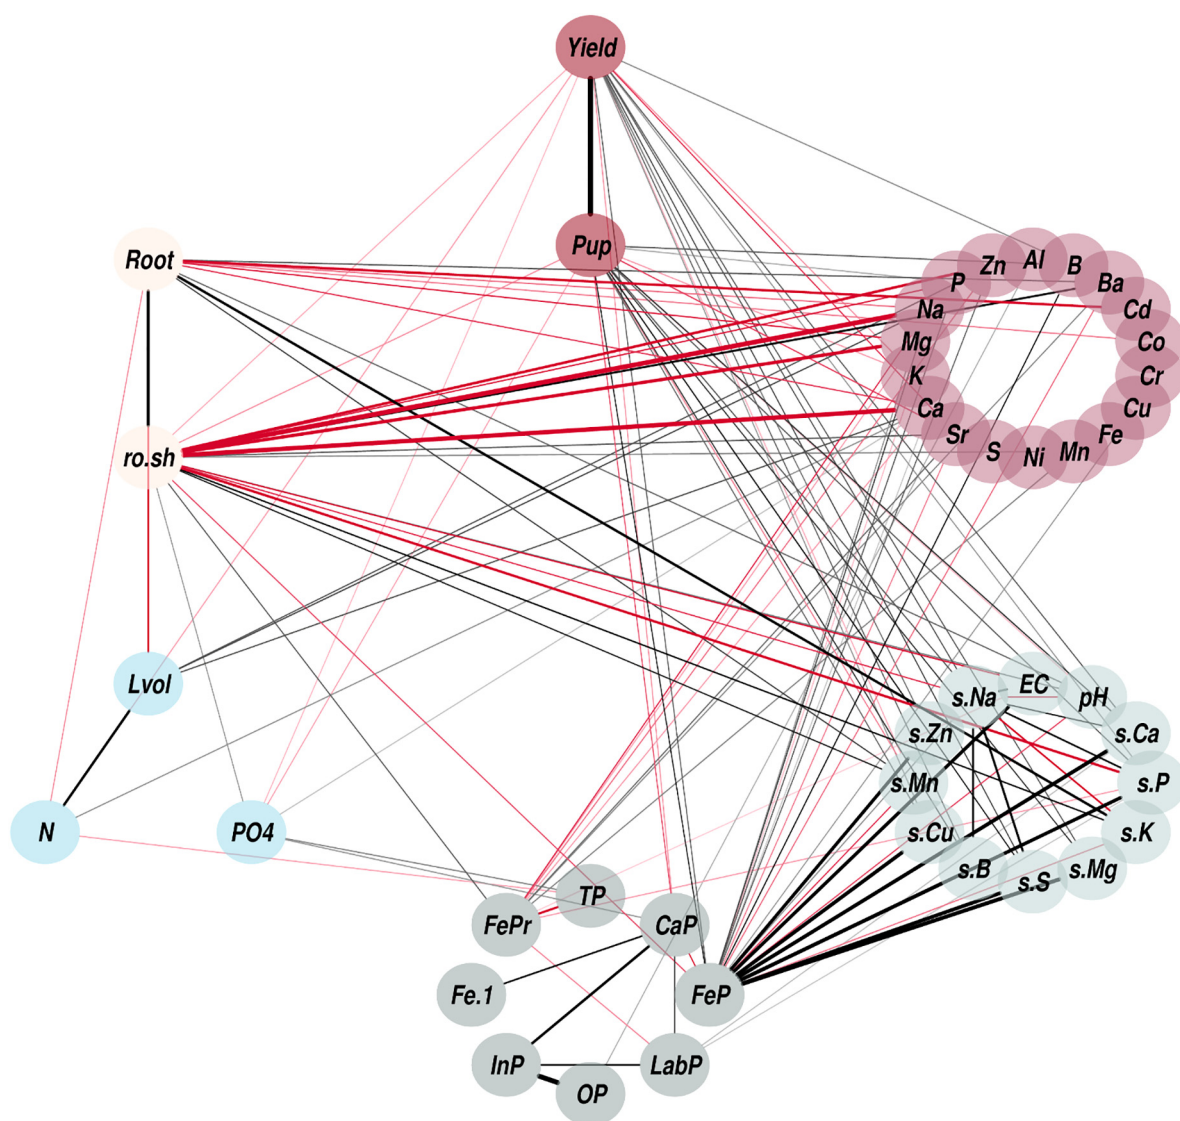 Yield
Root
Pup
Zn
Al
B
P
Ba
Na
Cd
Mg
Co
K
Cr
Ca
Cu
Sr
Fe
S
Ni
Mn
ro.sh
Lvol
s.Na
EC
pH
s.Zn
s.Ca
s.Mn
s.P
s.Cu
s.K
s.B
s.S
s.Mg
N
PO4
TP
FePr
CaP
Fe.1
FeP
InP
OP
LabP